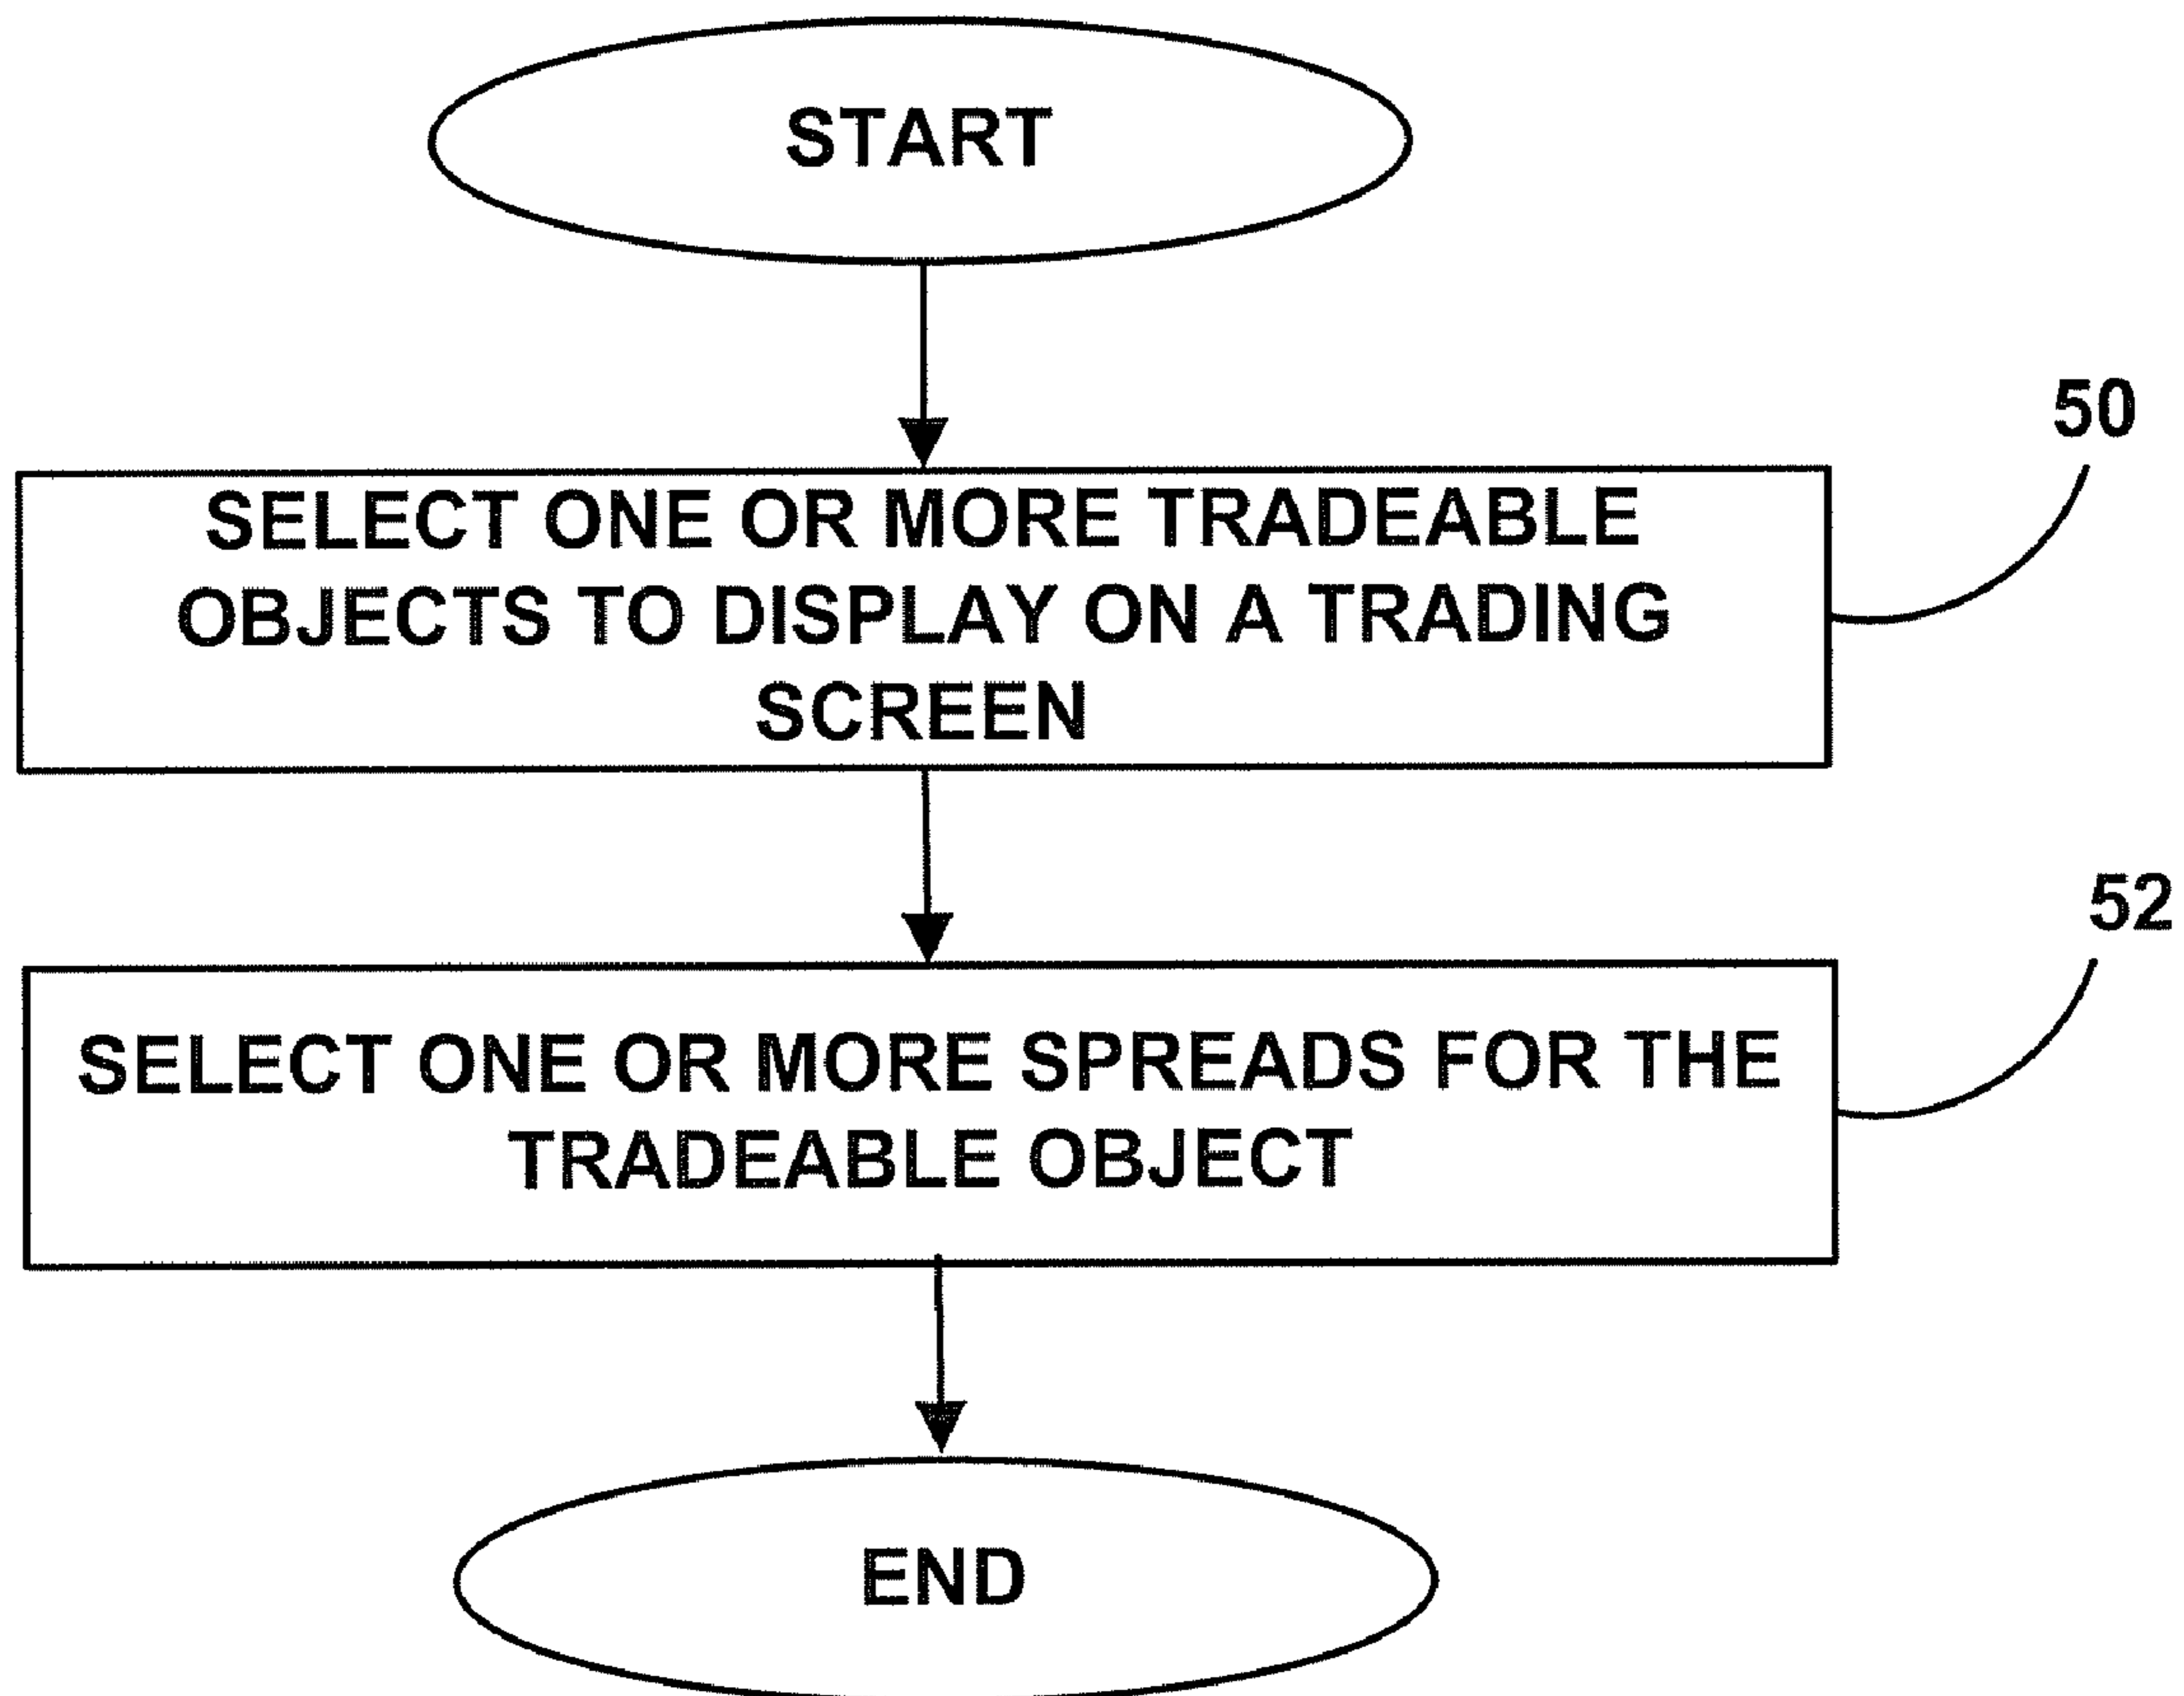 START
50
SELECT ONE OR MORE TRADEABLE
OBJECTS TO DISPLAY ON A TRADING
SCREEN
52
SELECT ONE OR MORE SPREADS FOR THE
TRADEABLE OBJECT
END